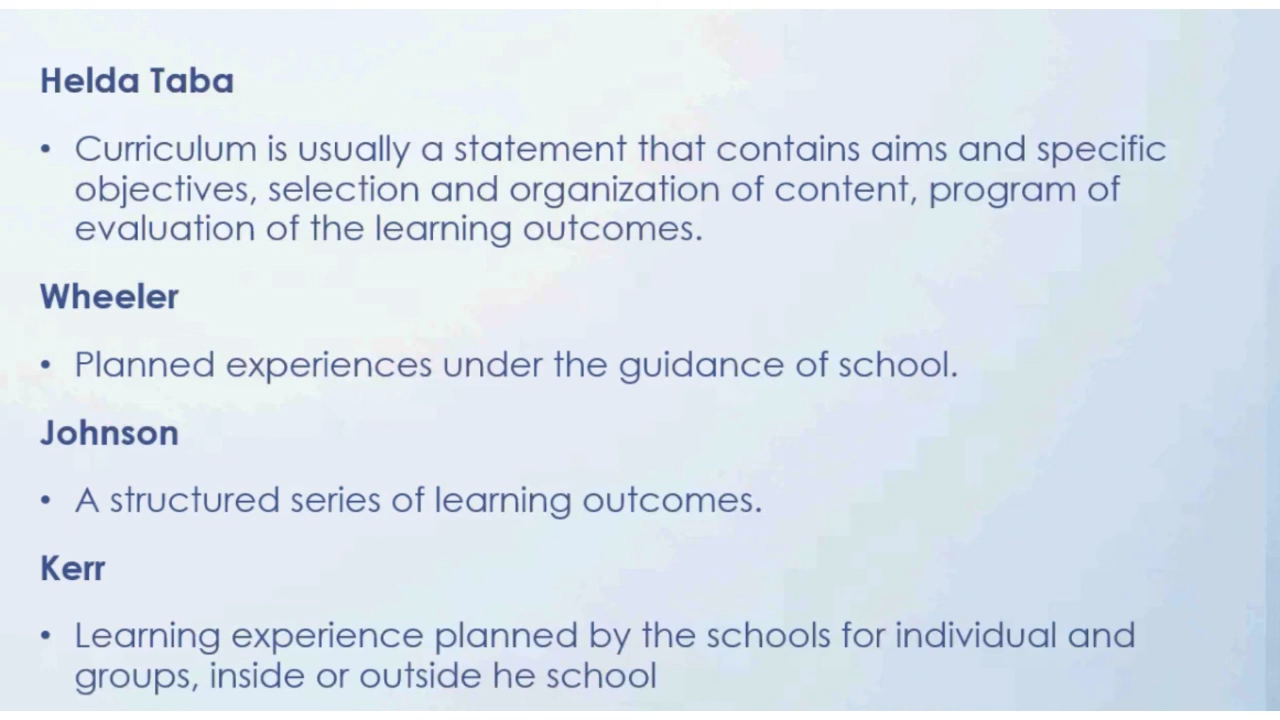 Helda Taba
• Curriculum is usually a statement that contains aims and specific
objectives, selection and organization of content, program of
evaluation of the learning outcomes.
Wheeler
• Planned experiences under the guidance of school.
Johnson
• A structured series of learning outcomes.
Kerr
• Learning experience planned by the schools for individual and
groups, inside or outside he school